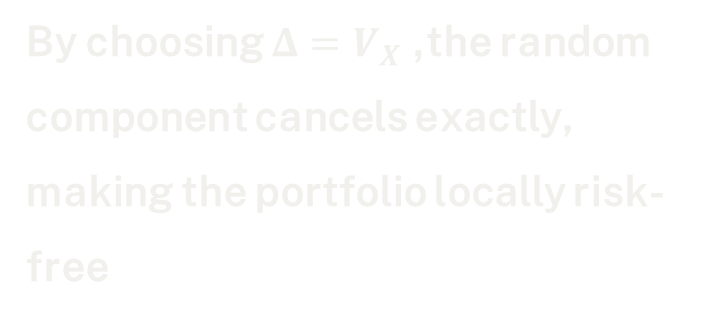 By choosing Δ = V_X ,the random
component cancels exactly,
making the portfolio locally risk-
free